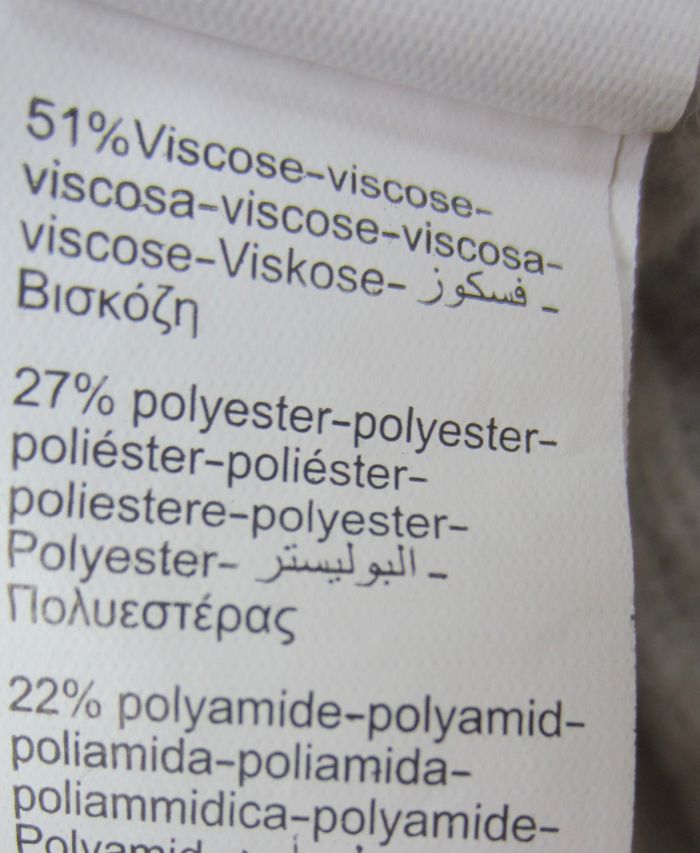 51%Viscose-viscose-
viscosa-viscose-viscosa-
viscose-Viskose- فسكوز -
Βισκόζη
27% polyester-polyester-
poliéster-poliéster-
poliestere-polyester-
Polyester- البوليستر -
Πολυεστέρας
22% polyamide-polyamid-
poliamida-poliamida-
poliammidica-polyamide-
Polyamid-